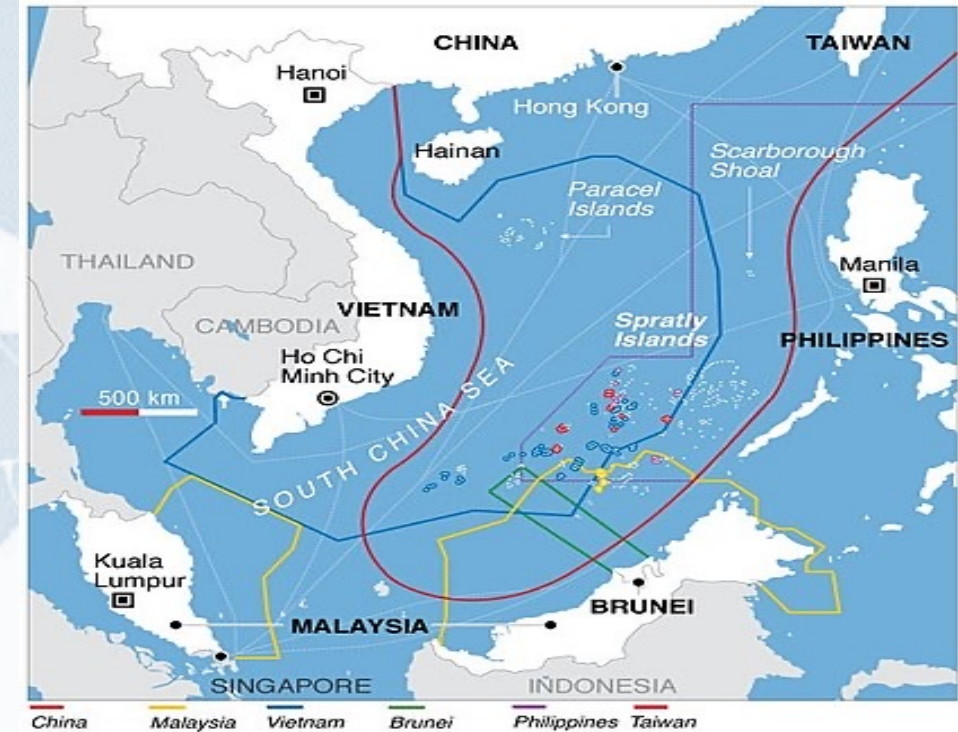 CHINA
TAIWAN
Hanoi
Hong Kong
Hainan
Scarborough
Shoal
Paracel
Islands
THAILAND
Manila
VIETNAM
Spratly
Islands
CAMBODIA
PHILIPPINES
Ho Chi
Minh City
500 km
SOUTH CHINA SEA
Kuala
Lumpur
BRUNEI
MALAYSIA
SINGAPORE
INDONESIA
China
Malaysia
Vietnam
Brunei
Philippines
Taiwan